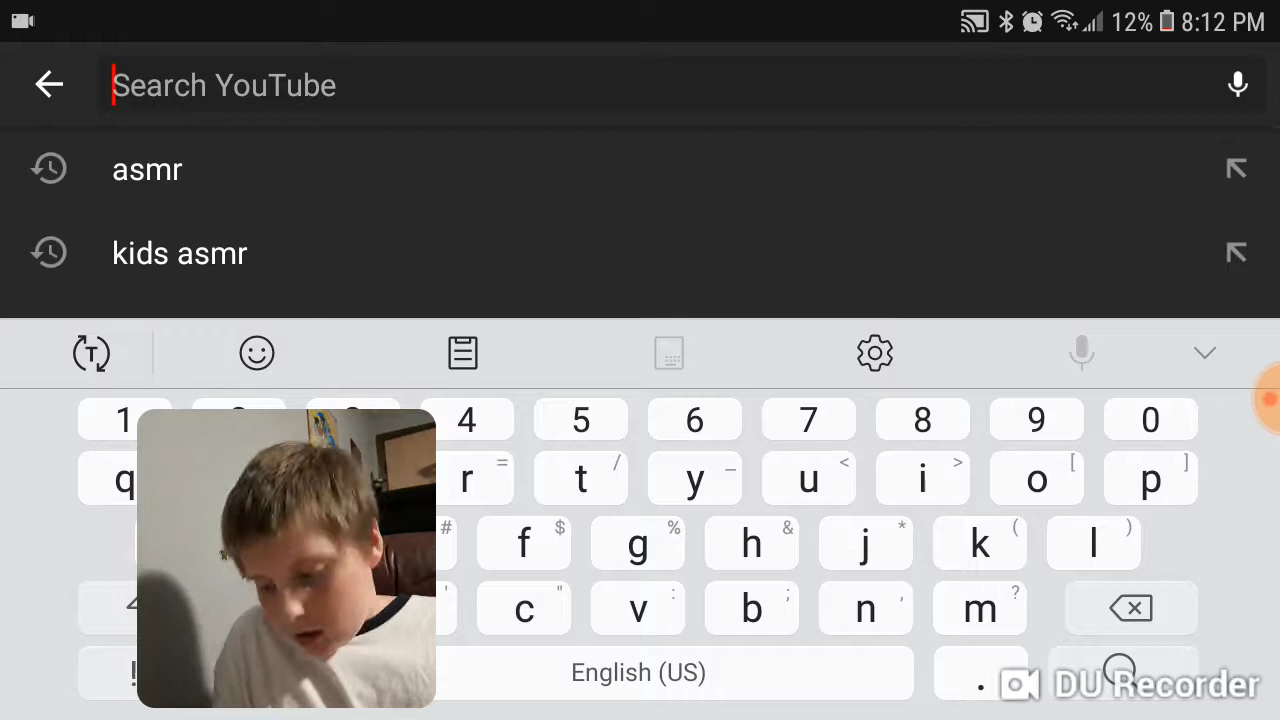 12% 8:12 PM
Search YouTube
asmr
kids asmr
T
1 4 5 6 7 8 9 0
q r = t / y – u < i > o [ p ]
# f $ g % h & j * k ( l )
' c " v : b ; n , m ?
! English (US) .
DU Recorder